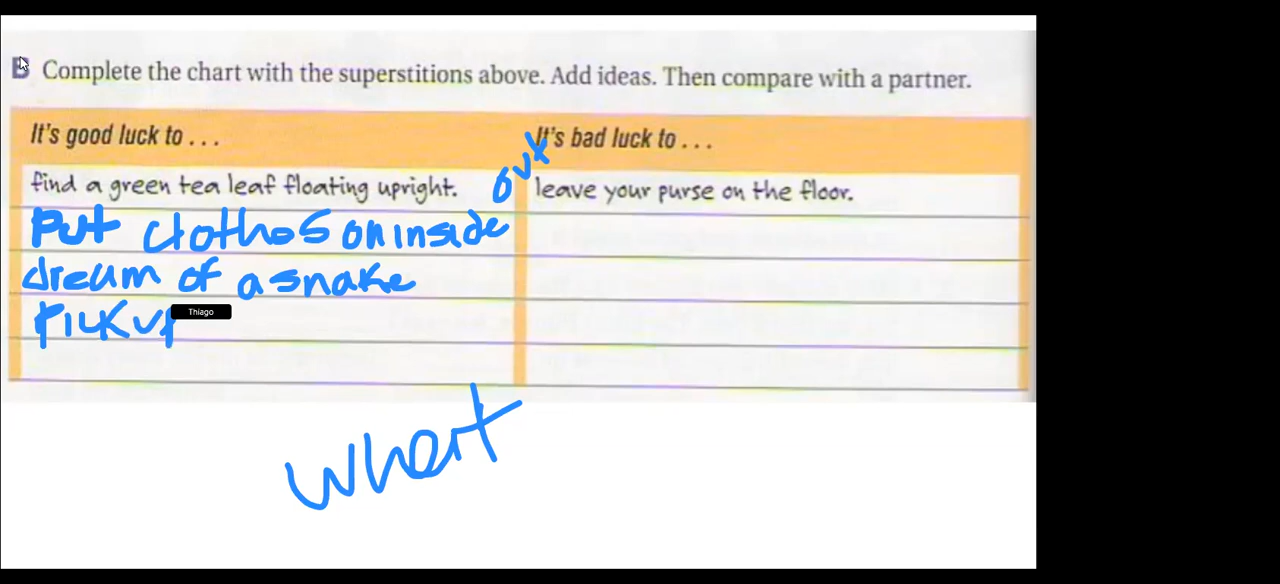 B Complete the chart with the superstitions above. Add ideas. Then compare with a partner.
It's good luck to . . .
It's bad luck to . . .
find a green tea leaf floating upright.
leave your purse on the floor.
Put clothes on inside out
dream of a snake
Pick up
Thiago
what